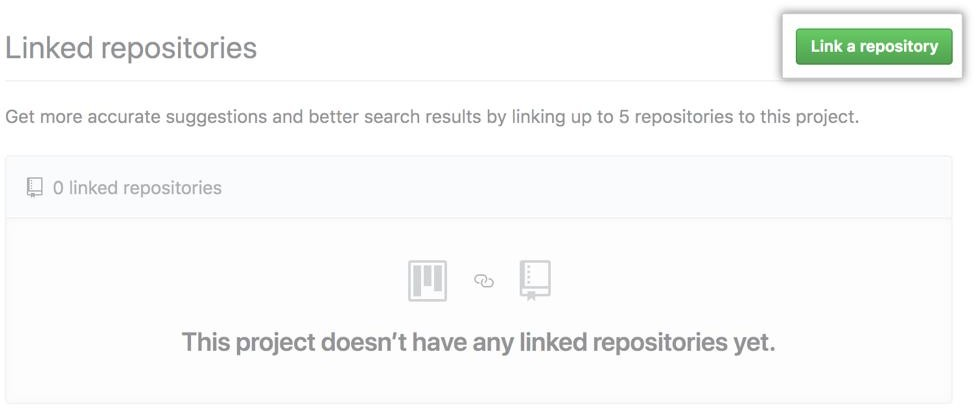 Linked repositories
Link a repository
Get more accurate suggestions and better search results by linking up to 5 repositories to this project.
0 linked repositories
This project doesn’t have any linked repositories yet.